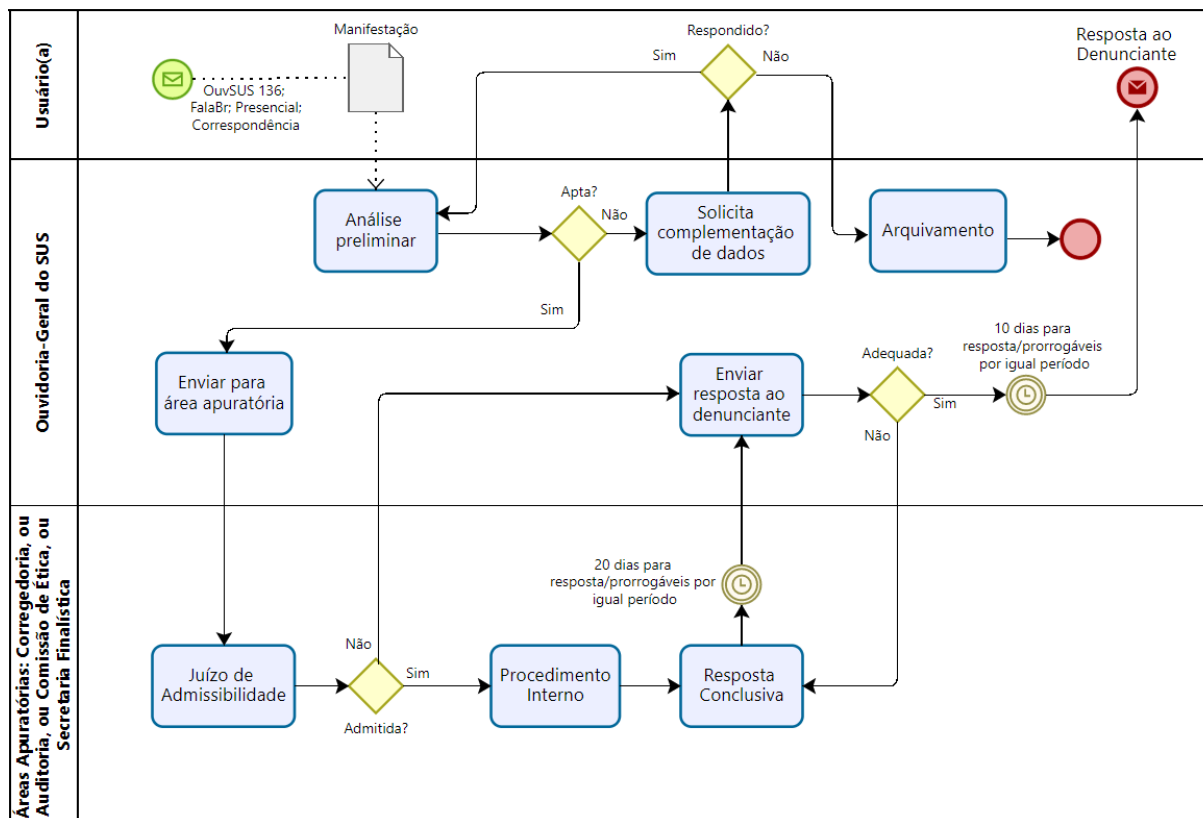 Usuário(a)
OuvSUS 136;
FalaBr; Presencial;
Correspondência
Manifestação
Respondido?
Sim
Não
Resposta ao
Denunciante
Ouvidoria-Geral do SUS
Análise
preliminar
Apta?
Não
Sim
Solicita
complementação
de dados
Arquivamento
Enviar para
área apuratória
Enviar
resposta ao
denunciante
Adequada?
Sim
Não
10 dias para
resposta/prorrogáveis
por igual período
Áreas Apuratórias: Corregedoria, ou
Auditoria, ou Comissão de Ética, ou
Secretaria Finalística
Juízo de
Admissibilidade
Não
Sim
Admitida?
Procedimento
Interno
Resposta
Conclusiva
20 dias para
resposta/prorrogáveis por
igual período